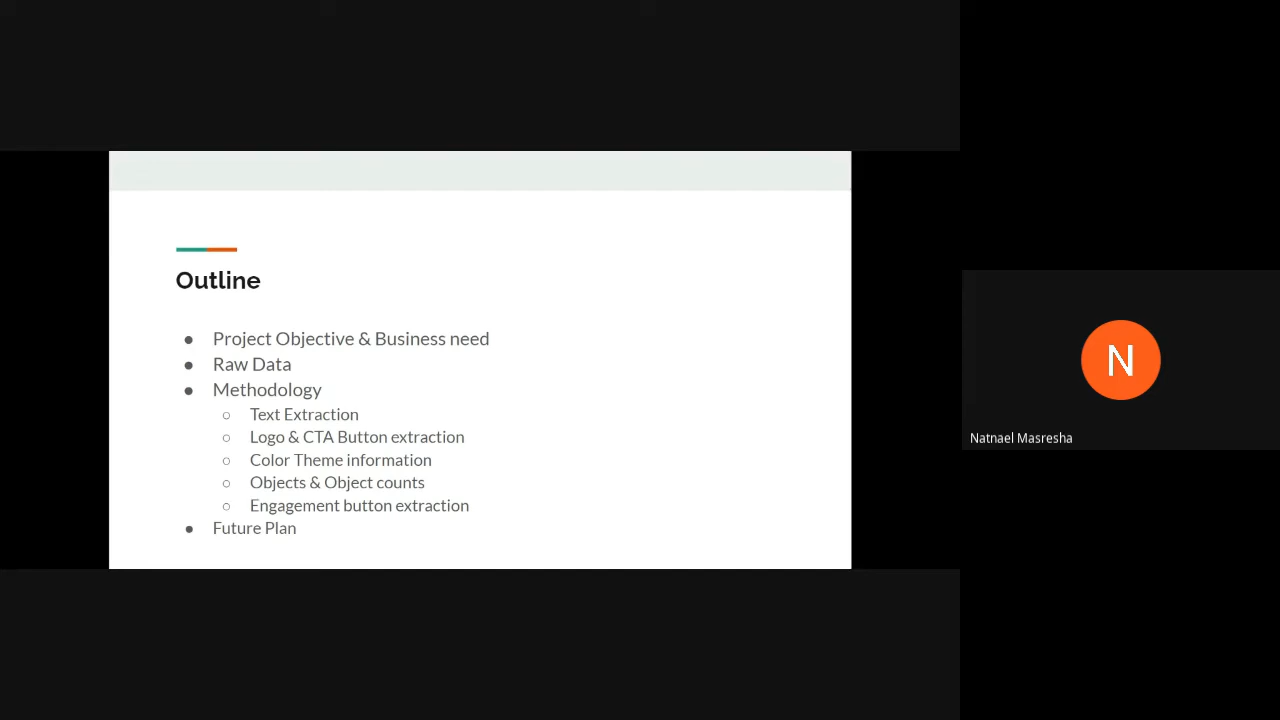 Outline
● Project Objective & Business need
● Raw Data
● Methodology
○ Text Extraction
○ Logo & CTA Button extraction
○ Color Theme information
○ Objects & Object counts
○ Engagement button extraction
● Future Plan
N
Natnael Masresha